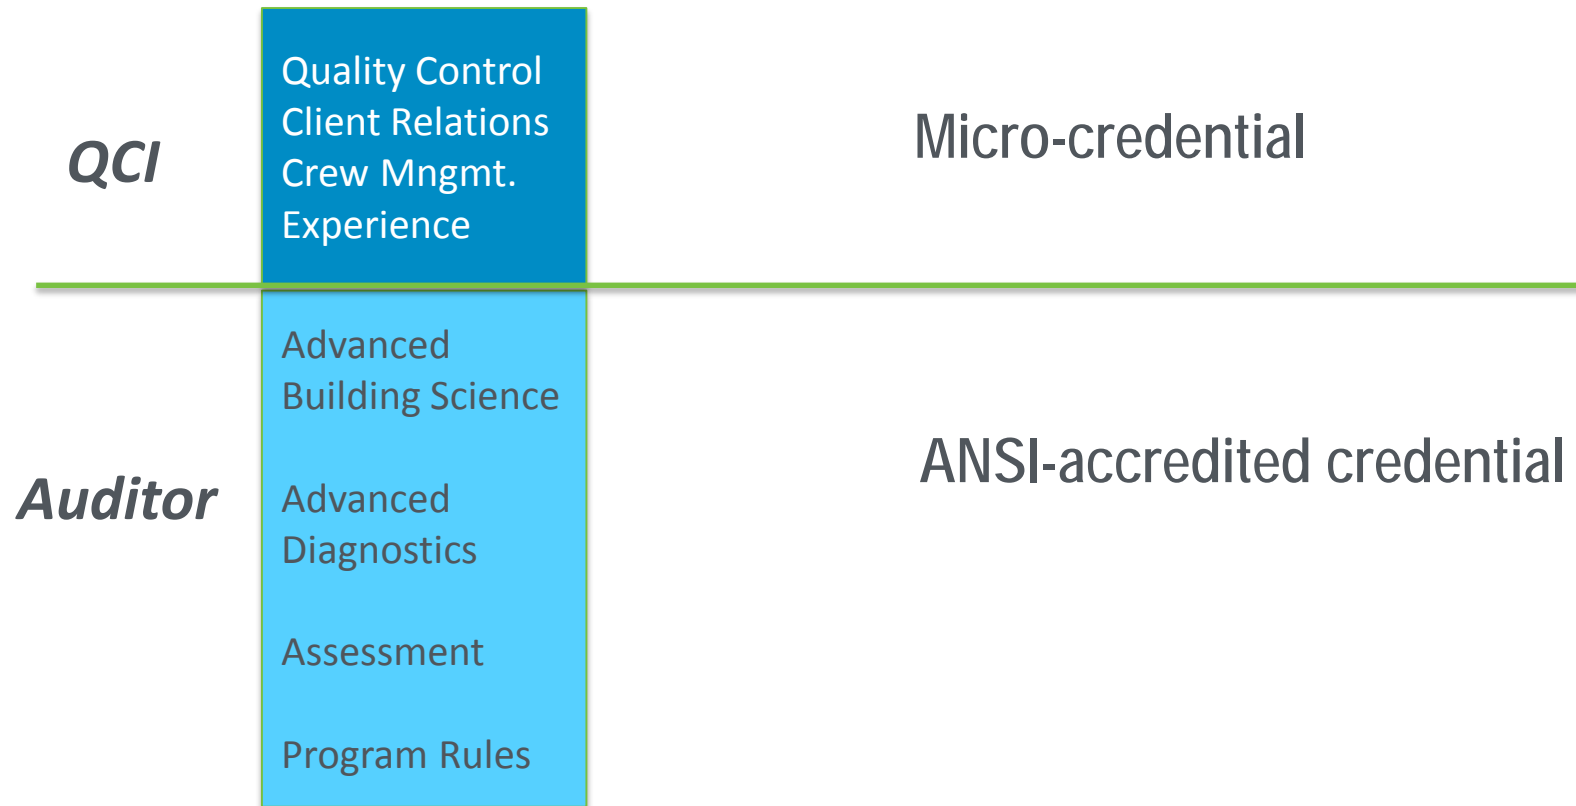 QCI
Quality Control
Client Relations
Crew Mngmt.
Experience
Micro-credential
Auditor
Advanced
Building Science
Advanced
Diagnostics
Assessment
Program Rules
ANSI-accredited credential